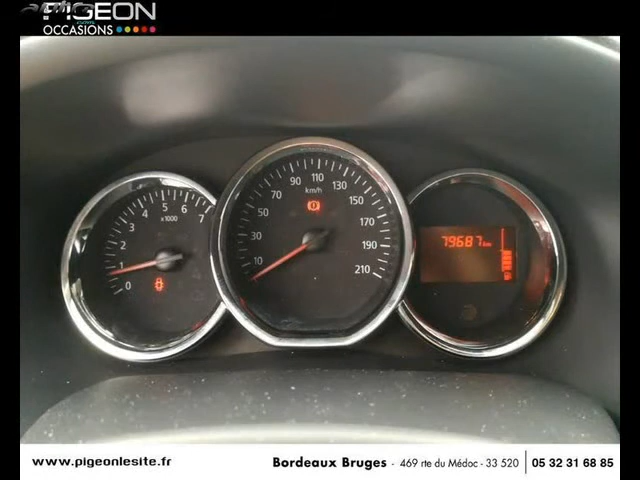 PIGEON
OCCASIONS
0 1 2 3 4 5 6 7
x1000
10 30 50 70 90 110 130 150 170 190 210
km/h
79687 km
www.pigeonlesite.fr
Bordeaux Bruges - 469 rte du Médoc - 33 520 | 05 32 31 68 85